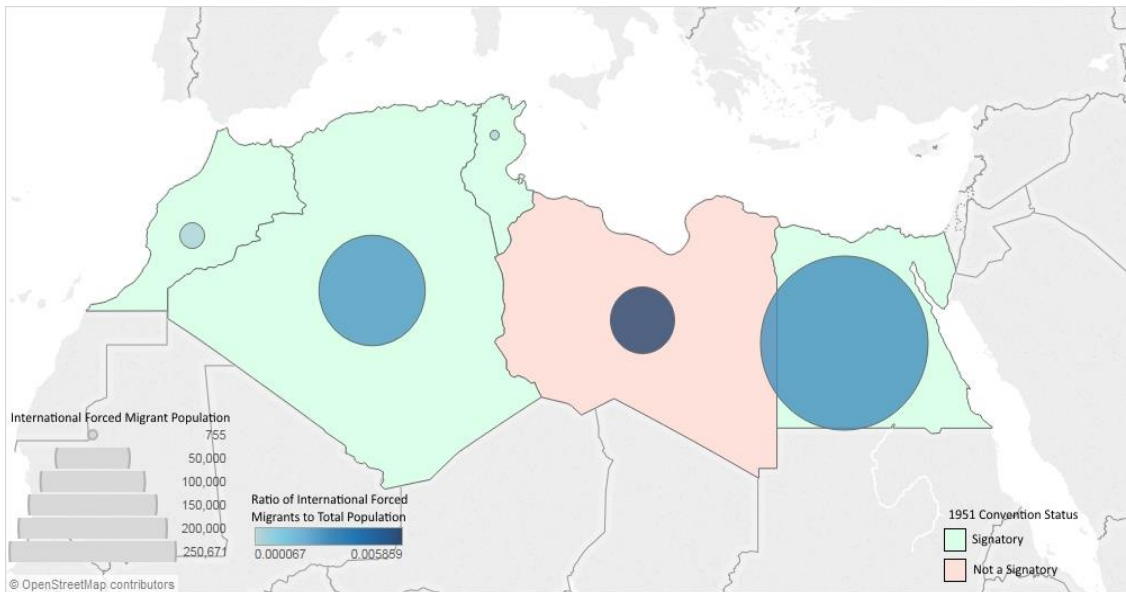 International Forced Migrant Population
755
50,000
100,000
150,000
200,000
250,671
Ratio of International Forced
Migrants to Total Population
0.000067 0.005869
1951 Convention Status
Signatory
Not a Signatory
© OpenStreetMap contributors